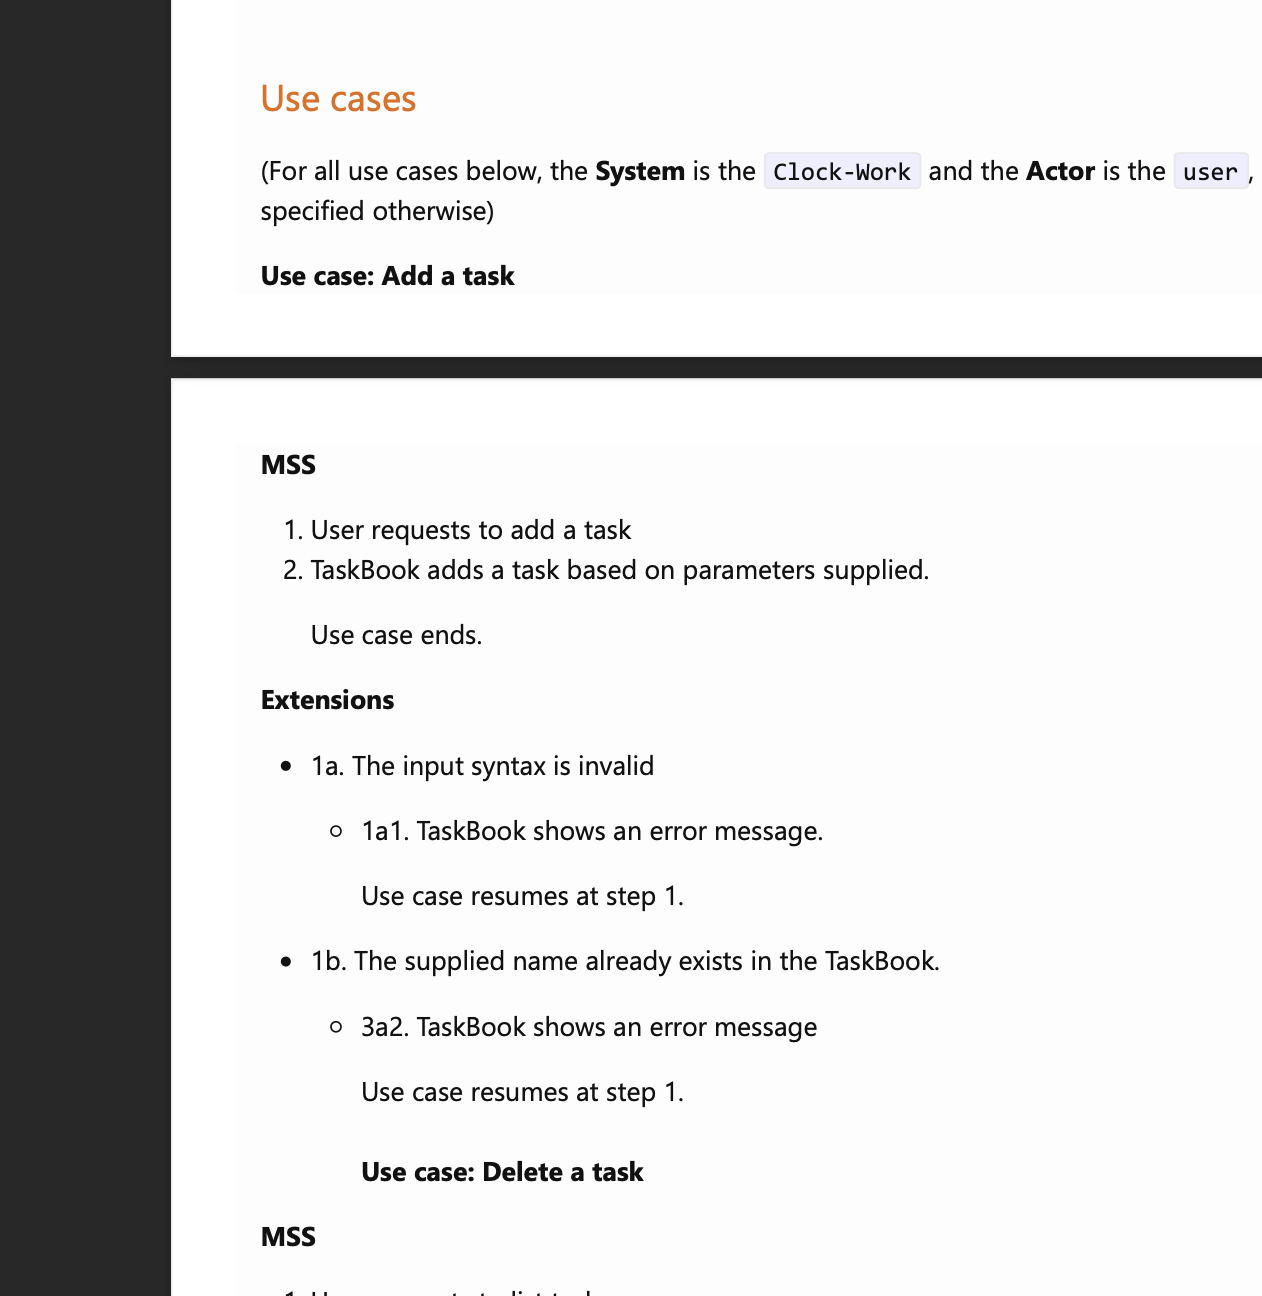 Use cases
(For all use cases below, the System is the Clock-Work and the Actor is the user,
specified otherwise)
Use case: Add a task
MSS
1. User requests to add a task
2. TaskBook adds a task based on parameters supplied.
Use case ends.
Extensions
• 1a. The input syntax is invalid
○ 1a1. TaskBook shows an error message.
Use case resumes at step 1.
• 1b. The supplied name already exists in the TaskBook.
○ 3a2. TaskBook shows an error message
Use case resumes at step 1.
Use case: Delete a task
MSS